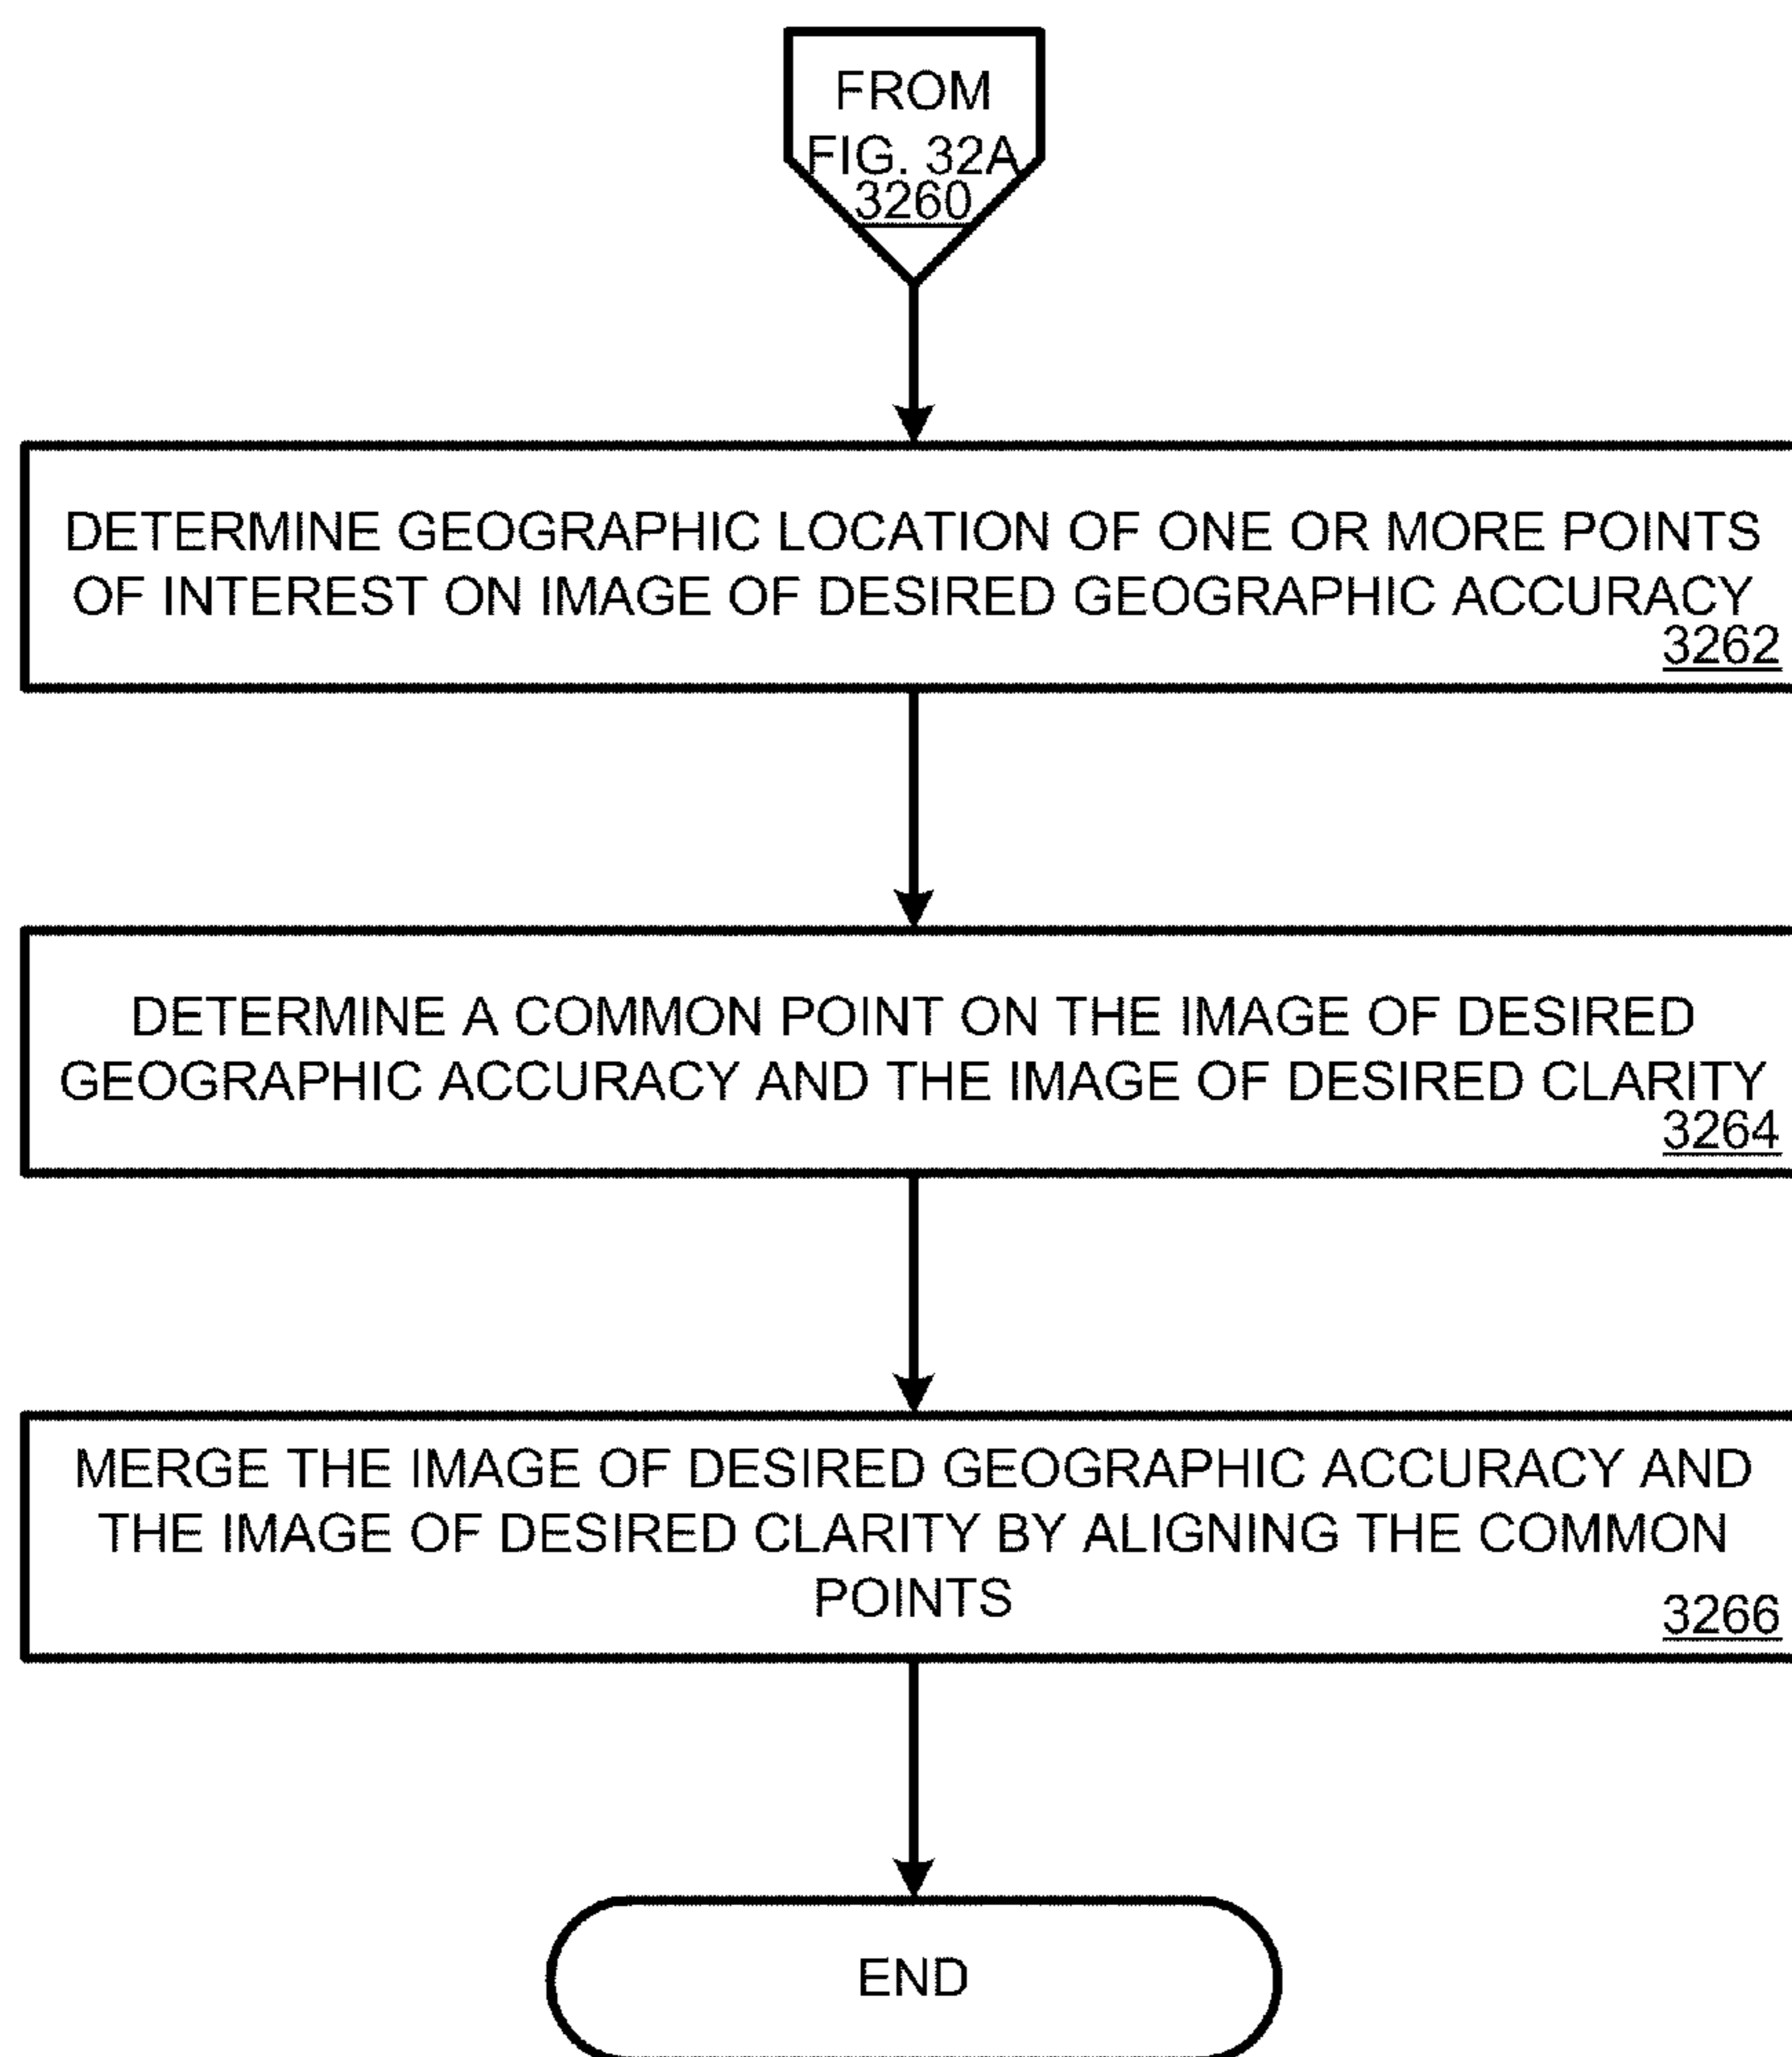 FROM
FIG. 32A
3260
DETERMINE GEOGRAPHIC LOCATION OF ONE OR MORE POINTS
OF INTEREST ON IMAGE OF DESIRED GEOGRAPHIC ACCURACY
3262
DETERMINE A COMMON POINT ON THE IMAGE OF DESIRED
GEOGRAPHIC ACCURACY AND THE IMAGE OF DESIRED CLARITY
3264
MERGE THE IMAGE OF DESIRED GEOGRAPHIC ACCURACY AND
THE IMAGE OF DESIRED CLARITY BY ALIGNING THE COMMON
POINTS
3266
END